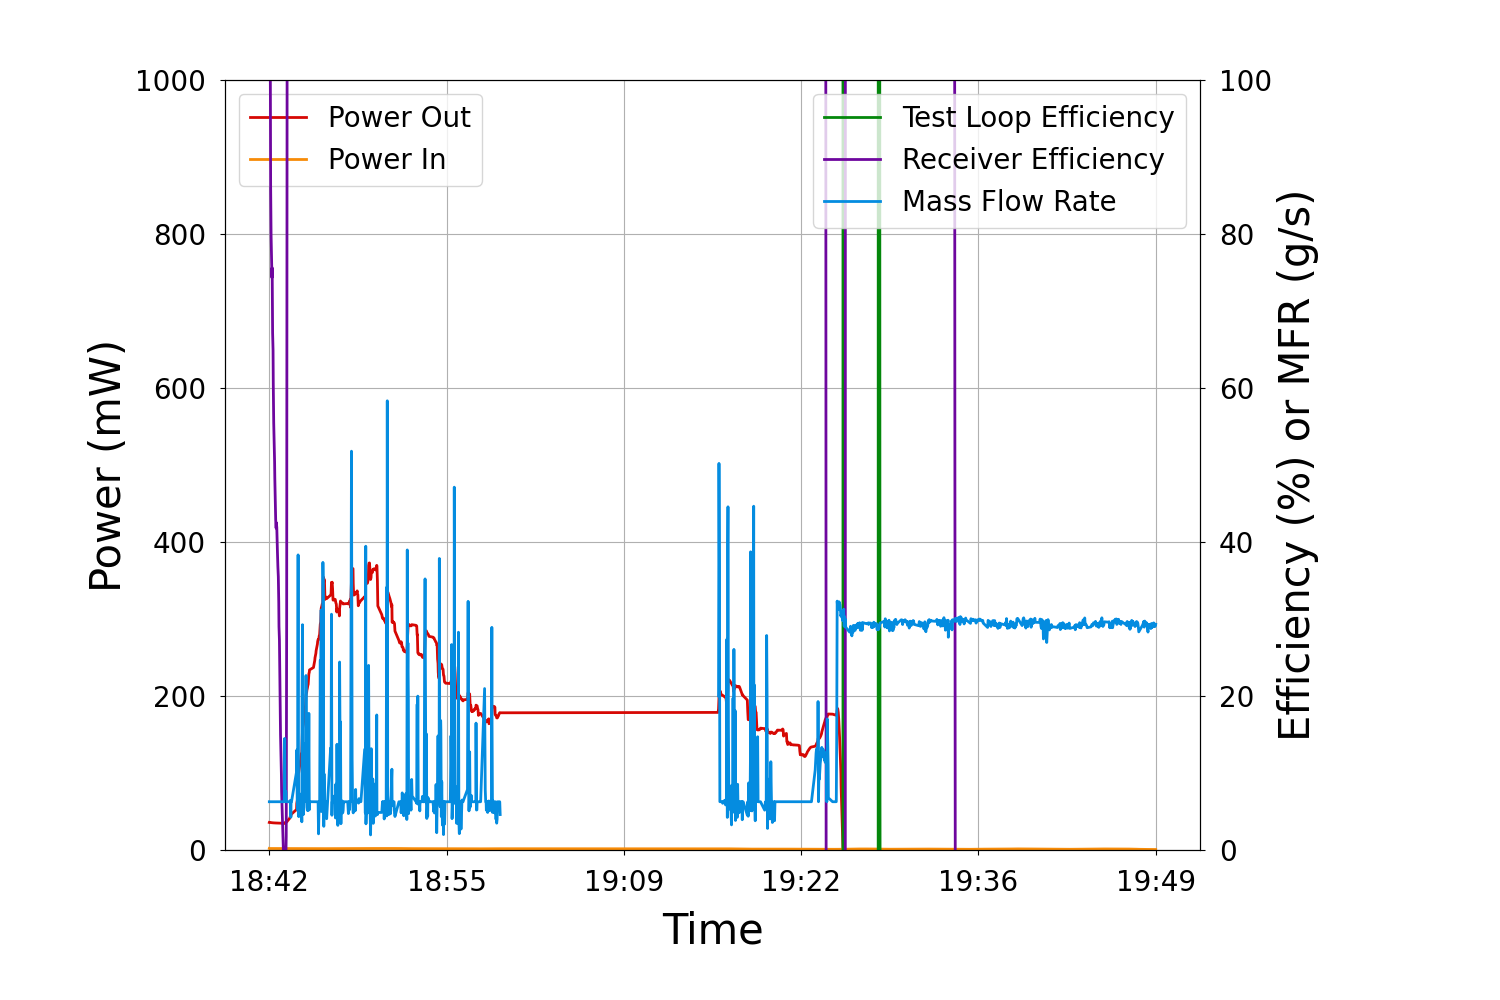 1000
800
600
400
200
0
Power (mW)
Power Out
Power In
Test Loop Efficiency
Receiver Efficiency
Mass Flow Rate
100
80
60
40
20
0
Efficiency (%) or MFR (g/s)
18:42 18:55 19:09 19:22 19:36 19:49
Time